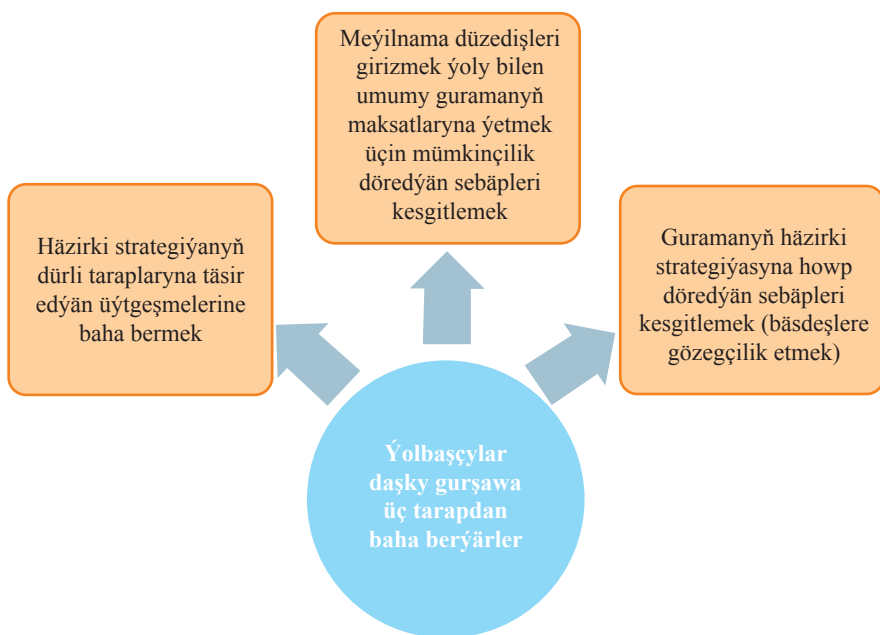 Meýilnama düzedişleri
girizmek ýoly bilen
umumy guramanyň
maksatlaryna ýetmek
üçin mümkinçilik
döredýän sebäpleri
kesgitlemek
Häzirki strategiýanyň
dürli taraplaryna täsir
edýän üýtgeşmelerine
baha bermek
Guramanyň häzirki
strategiýasyna howp
döredýän sebäpleri
kesgitlemek (bäsdeşlere
gözegçilik etmek)
Ýolbaşçylar
daşky gurşawa
üç tarapdan
baha berýärler